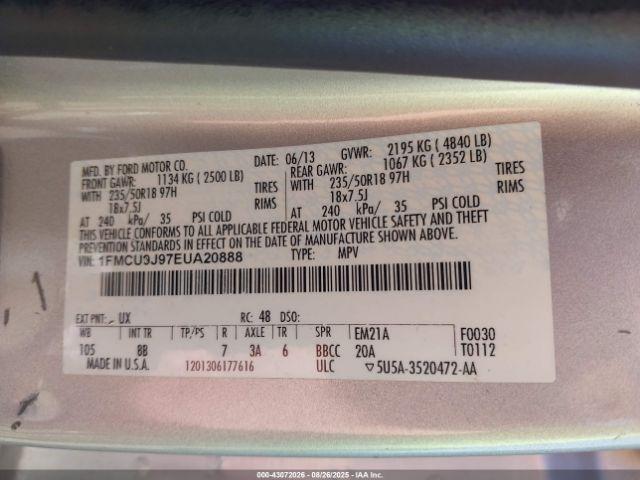 MFD. BY FORD MOTOR CO.
DATE: 06/13
GVWR: 2195 KG ( 4840 LB)
FRONT GAWR: 1134 KG ( 2500 LB)
WITH 235/50R18 97H TIRES
18x7.5J RIMS
AT 240 kPa/ 35 PSI COLD
REAR GAWR: 1067 KG ( 2352 LB)
WITH 235/50R18 97H TIRES
18x7.5J RIMS
AT 240 kPa/ 35 PSI COLD
THIS VEHICLE CONFORMS TO ALL APPLICABLE FEDERAL MOTOR VEHICLE SAFETY AND THEFT
PREVENTION STANDARDS IN EFFECT ON THE DATE OF MANUFACTURE SHOWN ABOVE.
VIN: 1FMCU3J97EUA20888 TYPE: MPV
EXT PNT: UX RC: 48 DSO:
WB INT TR TP/PS R AXLE TR SPR EM21A F0030
105 8B 7 3A 6 BBCC 20A T0112
MADE IN U.S.A. 1201306177616 ULC ▽5U5A-3520472-AA
000-43072026 - 08/26/2025 - IAA Inc.